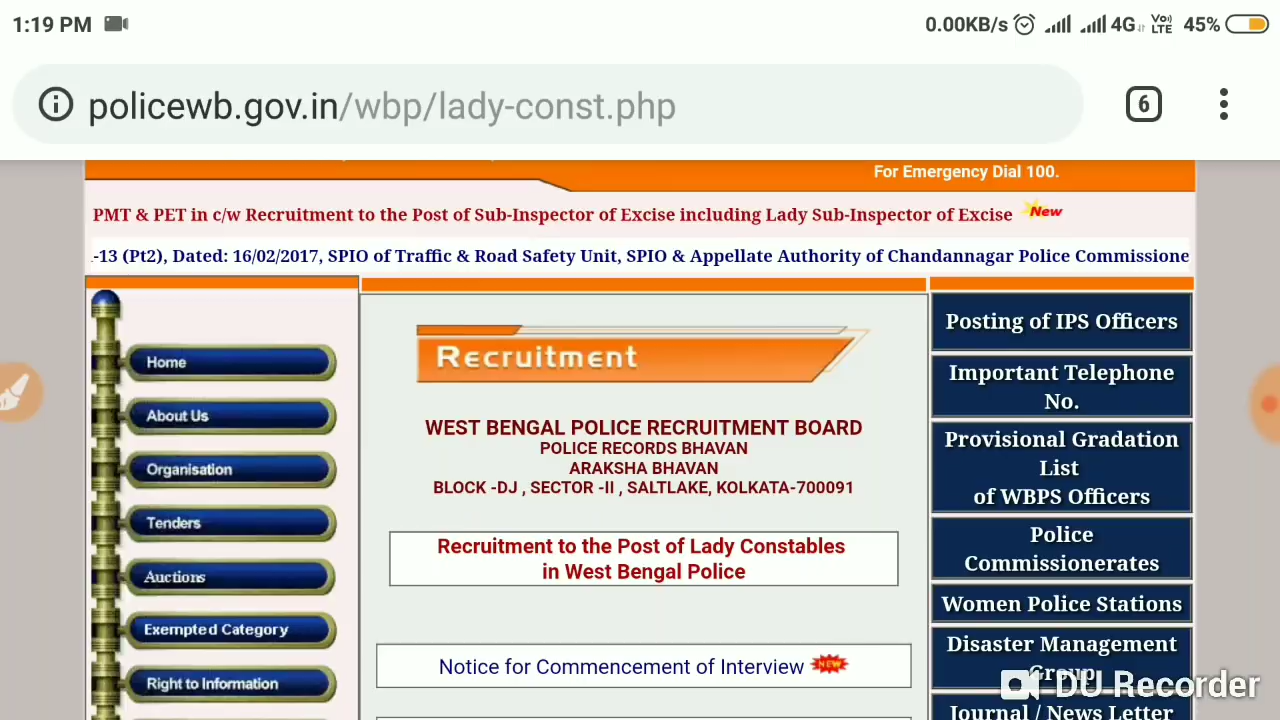 1:19 PM
0.00KB/s 4G Vo) LTE 45%
policewb.gov.in/wbp/lady-const.php
6
For Emergency Dial 100.
PMT & PET in c/w Recruitment to the Post of Sub-Inspector of Excise including Lady Sub-Inspector of Excise New
-13 (Pt2), Dated: 16/02/2017, SPIO of Traffic & Road Safety Unit, SPIO & Appellate Authority of Chandannagar Police Commissione
Home
About Us
Organisation
Tenders
Auctions
Exempted Category
Right to Information
Recruitment
WEST BENGAL POLICE RECRUITMENT BOARD
POLICE RECORDS BHAVAN
ARAKSHA BHAVAN
BLOCK -DJ , SECTOR -II , SALTLAKE, KOLKATA-700091
Recruitment to the Post of Lady Constables
in West Bengal Police
Notice for Commencement of Interview NEW
Posting of IPS Officers
Important Telephone
No.
Provisional Gradation
List
of WBPS Officers
Police
Commissionerates
Women Police Stations
Disaster Management
Group
Journal / News Letter
DU Recorder